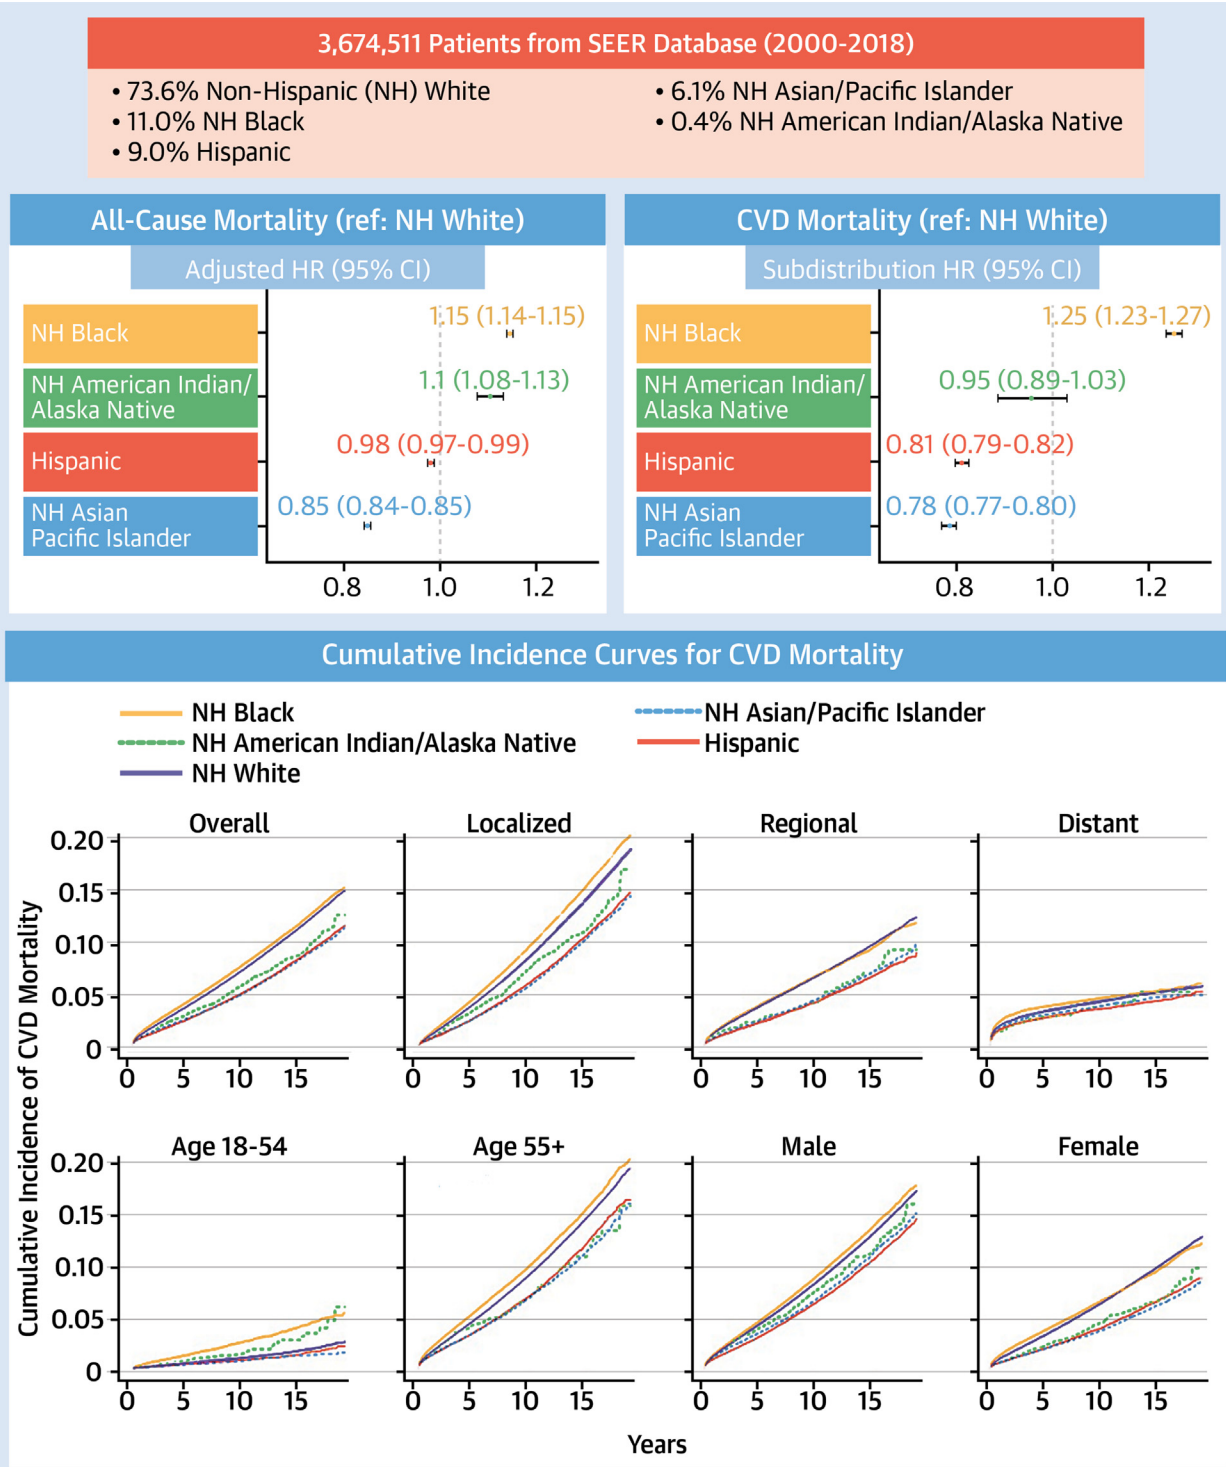 3,674,511 Patients from SEER Database (2000-2018)
• 73.6% Non-Hispanic (NH) White
• 11.0% NH Black
• 9.0% Hispanic
• 6.1% NH Asian/Pacific Islander
• 0.4% NH American Indian/Alaska Native
All-Cause Mortality (ref: NH White)
Adjusted HR (95% CI)
NH Black
1.15 (1.14-1.15)
NH American Indian/
Alaska Native
1.1 (1.08-1.13)
Hispanic
0.98 (0.97-0.99)
NH Asian
Pacific Islander
0.85 (0.84-0.85)
0.8 1.0 1.2
CVD Mortality (ref: NH White)
Subdistribution HR (95% CI)
NH Black
1.25 (1.23-1.27)
NH American Indian/
Alaska Native
0.95 (0.89-1.03)
Hispanic
0.81 (0.79-0.82)
NH Asian
Pacific Islander
0.78 (0.77-0.80)
0.8 1.0 1.2
Cumulative Incidence Curves for CVD Mortality
NH Black
NH American Indian/Alaska Native
NH White
NH Asian/Pacific Islander
Hispanic
Cumulative Incidence of CVD Mortality
Overall Localized Regional Distant
0.20
0.15
0.10
0.05
0
0 5 10 15 0 5 10 15 0 5 10 15 0 5 10 15
Age 18-54 Age 55+ Male Female
0.20
0.15
0.10
0.05
0
0 5 10 15 0 5 10 15 0 5 10 15 0 5 10 15
Years